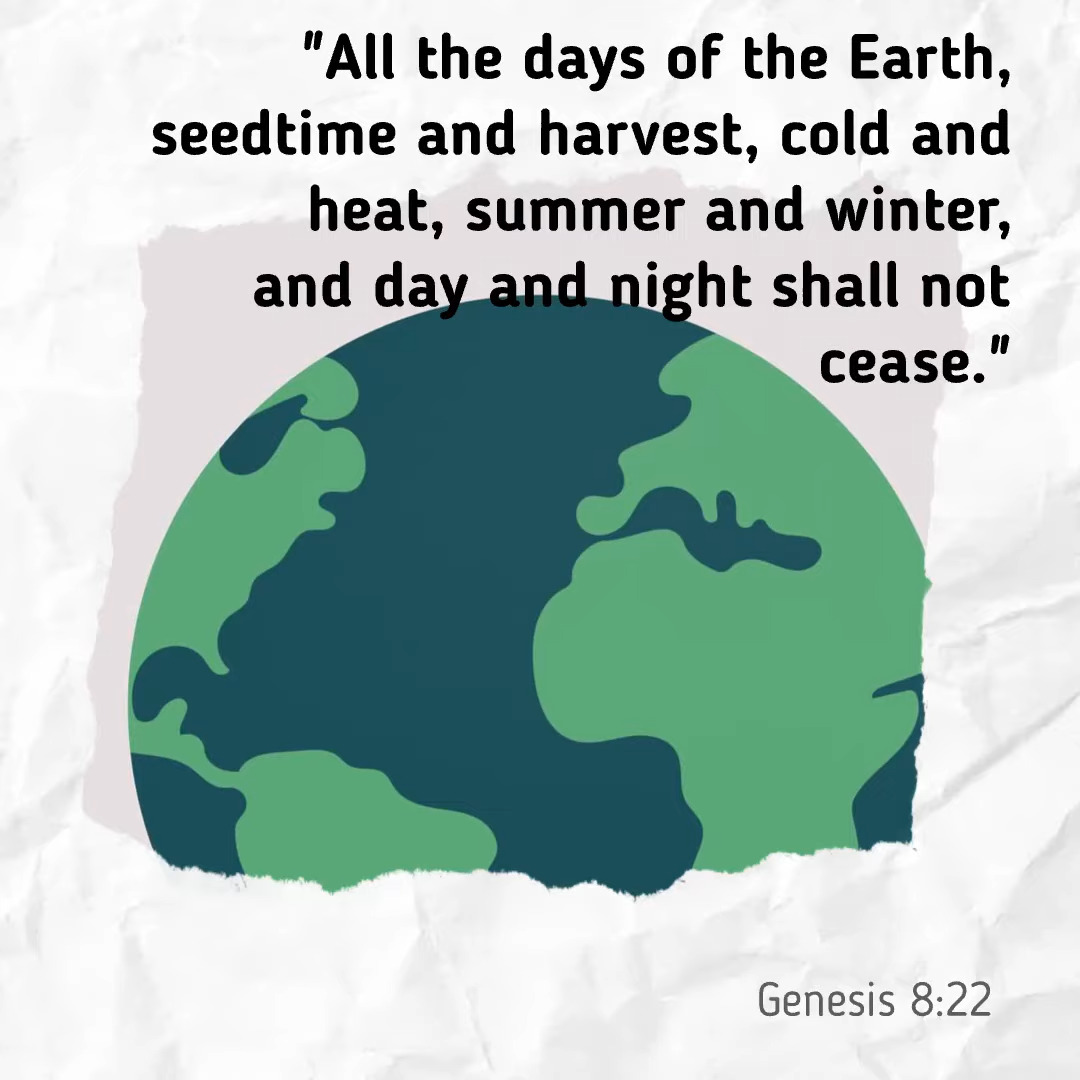 "All the days of the Earth,
seedtime and harvest, cold and
heat, summer and winter,
and day and night shall not
cease."
Genesis 8:22